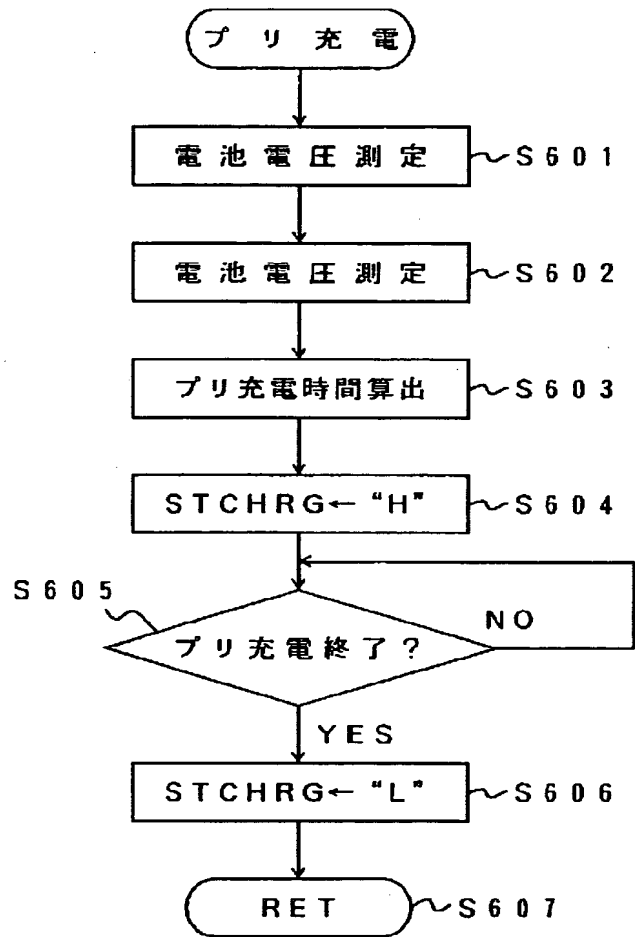 プリ充電
電池電圧測定 S601
電池電圧測定 S602
プリ充電時間算出 S603
STCHRG←“H” S604
S605
プリ充電終了?
NO
YES
STCHRG←“L” S606
RET S607